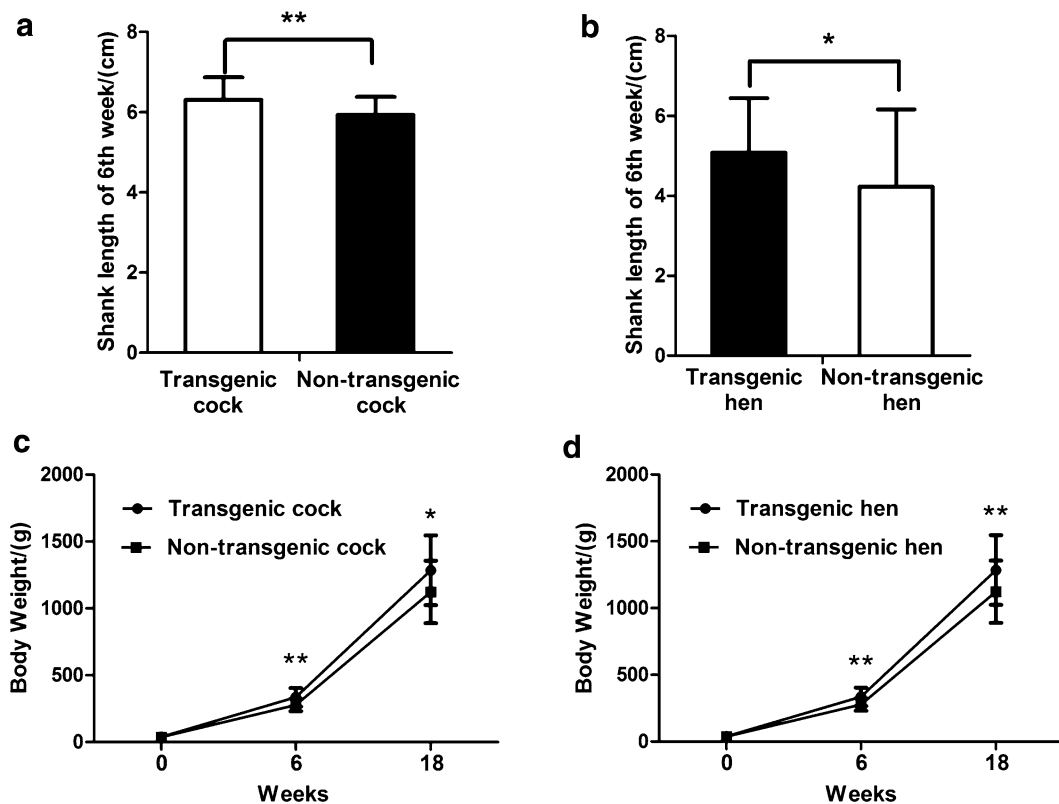 a
**
Shank length of 6th week/(cm)
8
6
4
2
0
Transgenic
cock
Non-transgenic
cock
b
*
Shank length of 6th week/(cm)
8
6
4
2
0
Transgenic
hen
Non-transgenic
hen
c
Body Weight/(g)
2000
1500
1000
500
0
Transgenic cock
Non-transgenic cock
**
*
0
6
18
Weeks
d
Body Weight/(g)
2000
1500
1000
500
0
Transgenic hen
Non-transgenic hen
**
**
0
6
18
Weeks